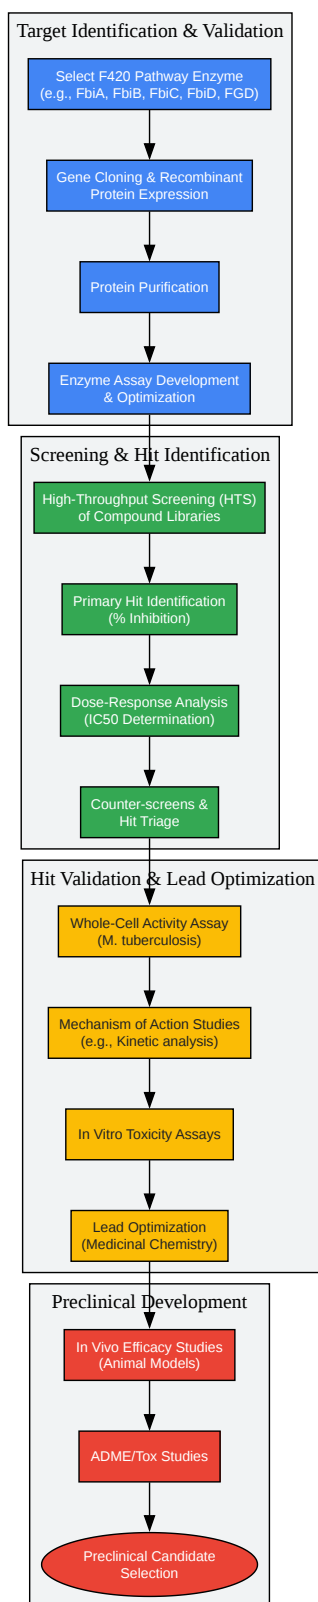 Target Identification & Validation
Select F420 Pathway Enzyme
(e.g., FbiA, FbiB, FbiC, FbiD, FGD)
Gene Cloning & Recombinant
Protein Expression
Protein Purification
Enzyme Assay Development
& Optimization
Screening & Hit Identification
High-Throughput Screening (HTS)
of Compound Libraries
Primary Hit Identification
(% Inhibition)
Dose-Response Analysis
(IC50 Determination)
Counter-screens &
Hit Triage
Hit Validation & Lead Optimization
Whole-Cell Activity Assay
(M. tuberculosis)
Mechanism of Action Studies
(e.g., Kinetic analysis)
In Vitro Toxicity Assays
Lead Optimization
(Medicinal Chemistry)
Preclinical Development
In Vivo Efficacy Studies
(Animal Models)
ADME/Tox Studies
Preclinical Candidate
Selection